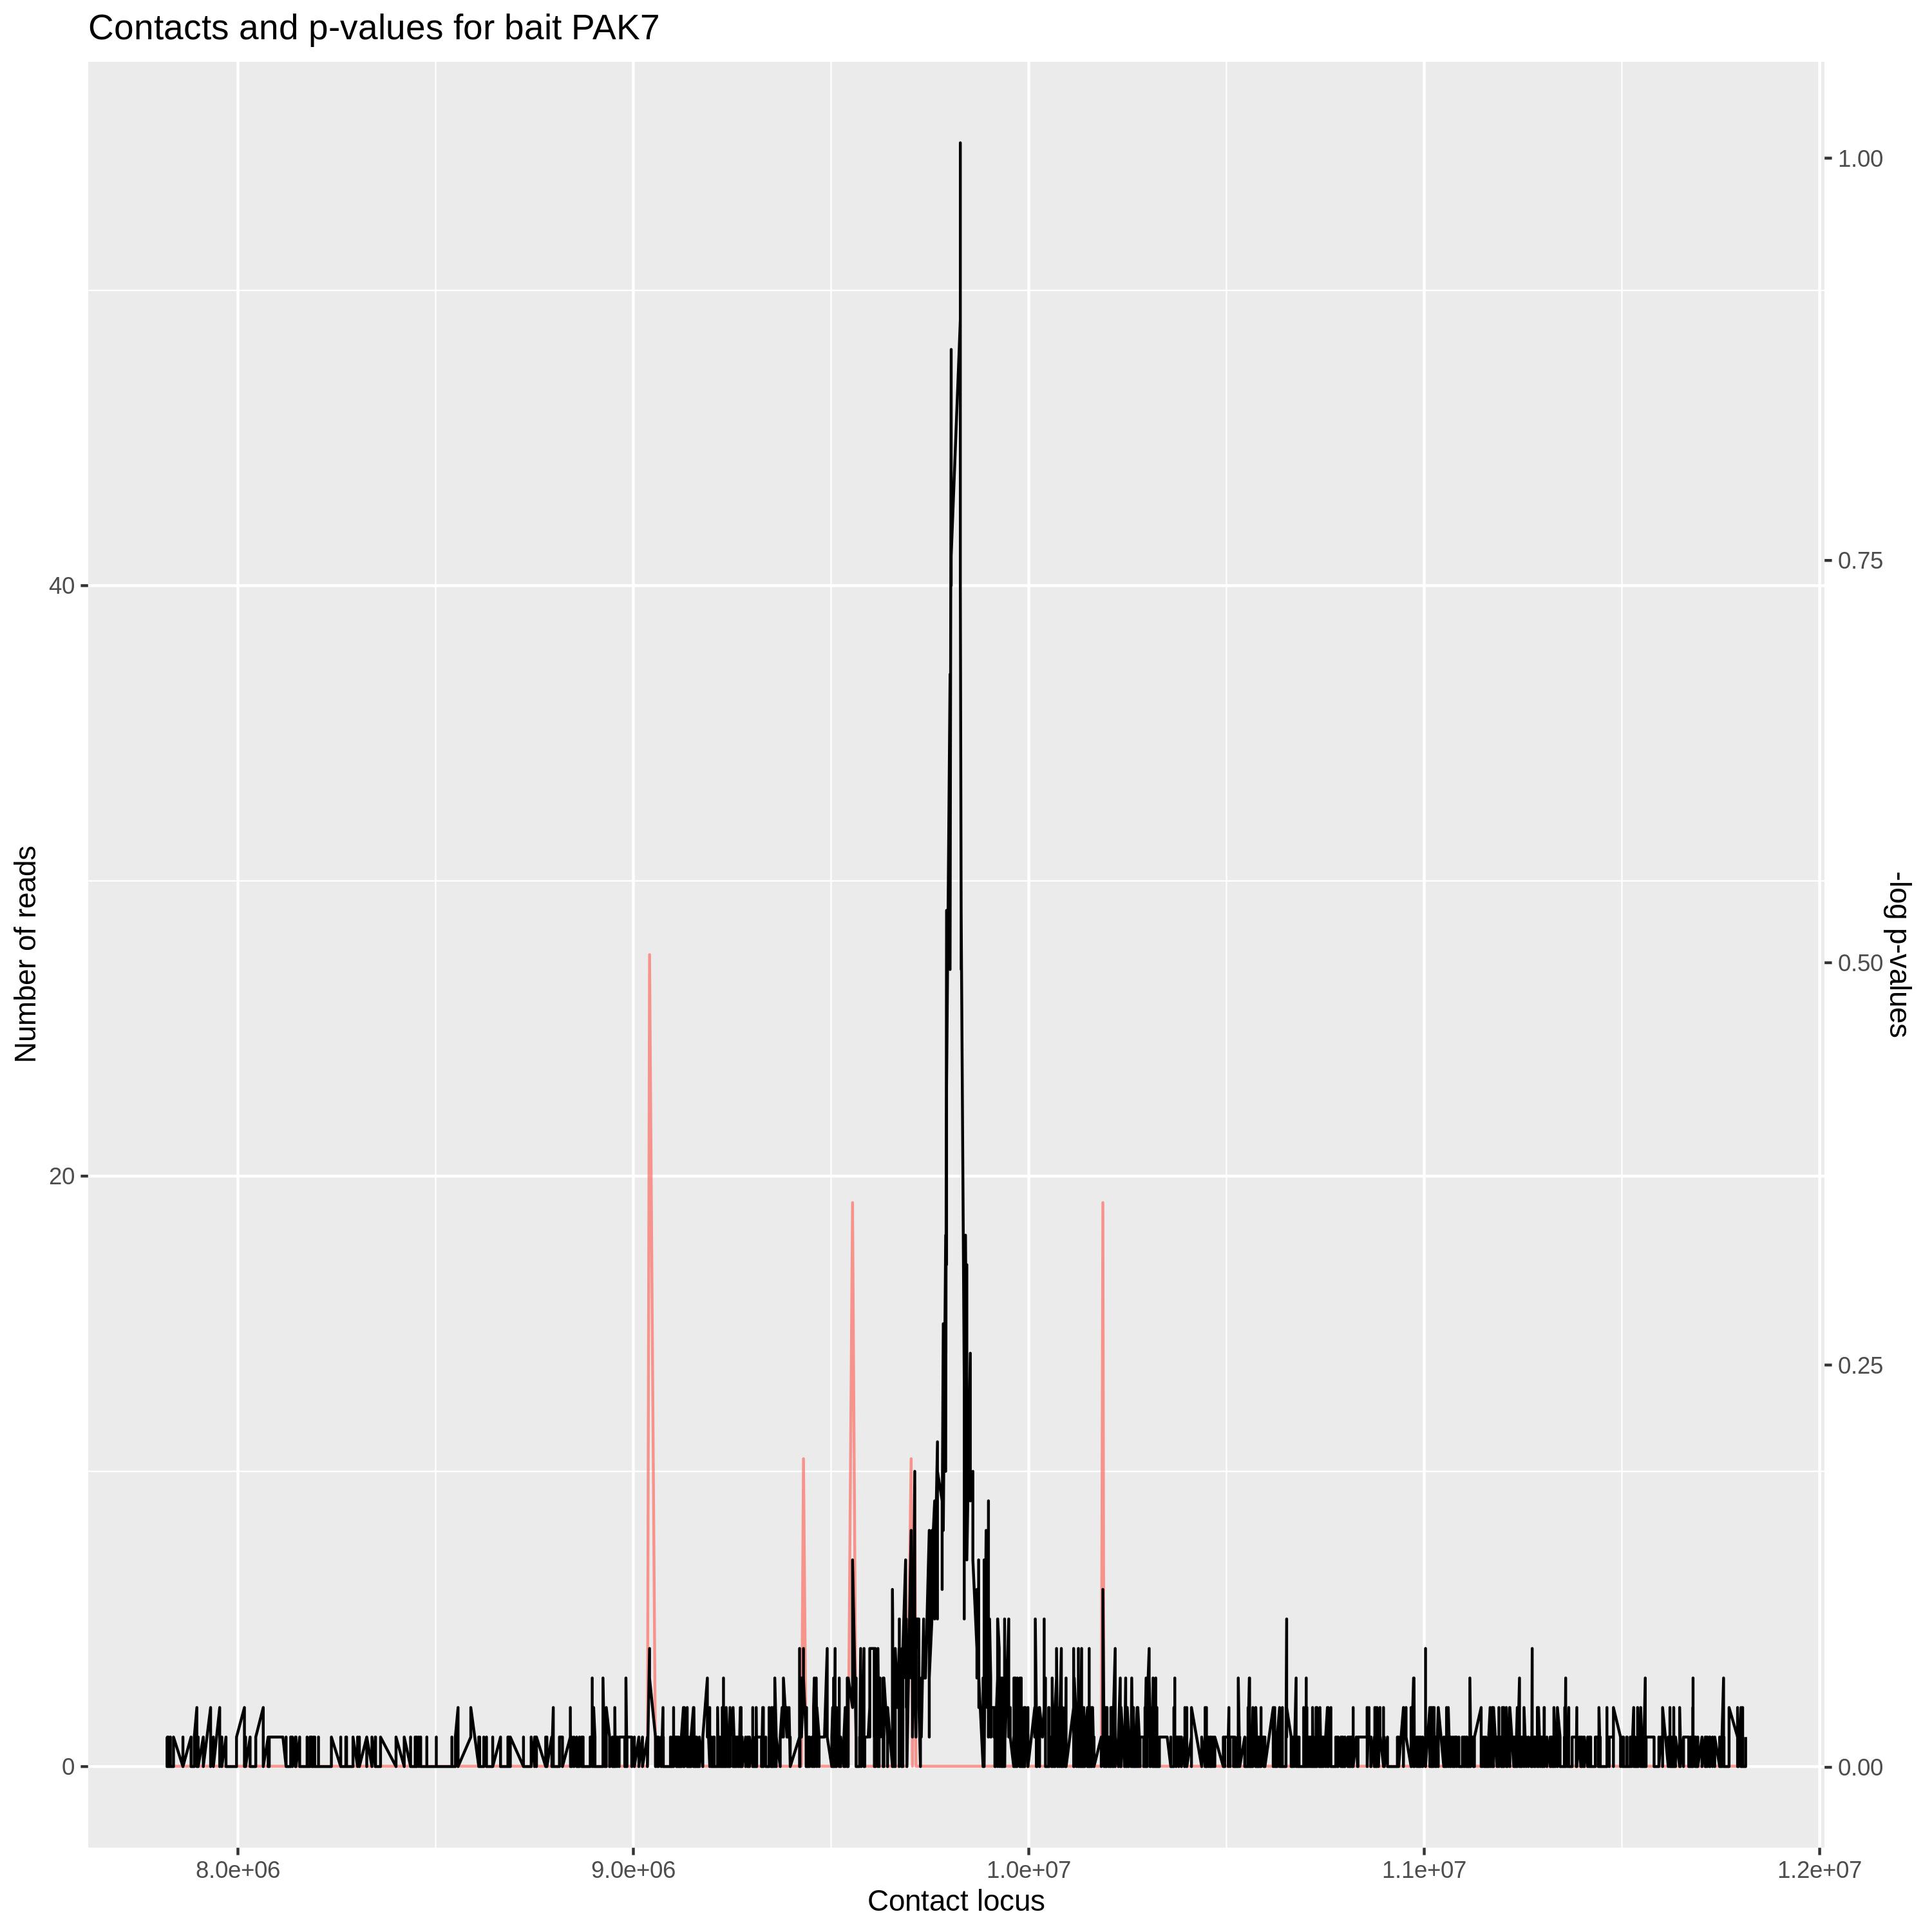 Contacts and p-values for bait PAK7
Number of reads
40
20
0
1.00
0.75
0.50
0.25
0.00
-log p-values
8.0e+06
9.0e+06
1.0e+07
1.1e+07
1.2e+07
Contact locus